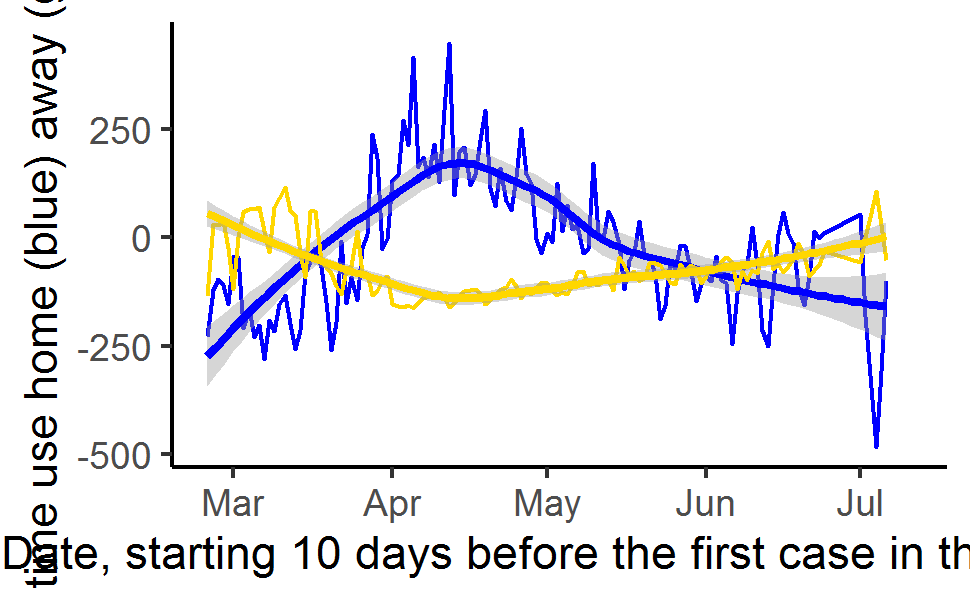 time use home (blue) away (
250
0
-250
-500
Mar Apr May Jun Jul
Date, starting 10 days before the first case in th